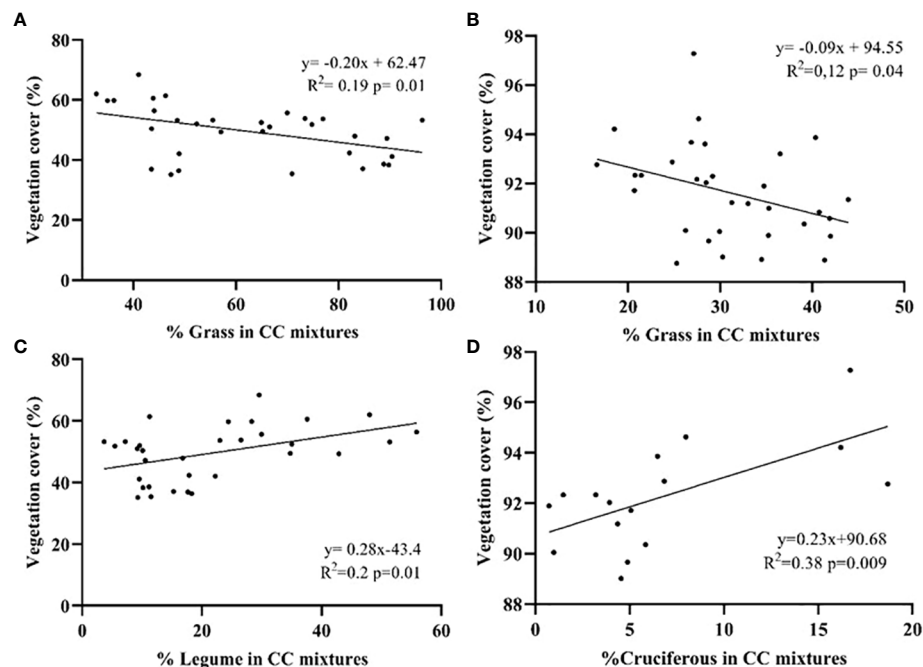 A
y= -0.20x + 62.47
R²= 0.19 p= 0.01
Vegetation cover (%)
80
60
40
20
0
40 60 80 100
% Grass in CC mixtures
B
y= -0.09x + 94.55
R²=0,12 p= 0.04
Vegetation cover (%)
98
96
94
92
90
88
10 20 30 40 50
% Grass in CC mixtures
C
Vegetation cover (%)
80
60
40
20
0
y= 0.28x-43.4
R²=0.2 p=0.01
0 20 40 60
% Legume in CC mixtures
D
Vegetation cover (%)
98
96
94
92
90
88
y=0.23x+90.68
R²=0.38 p=0.009
0 5 10 15 20
%Cruciferous in CC mixtures